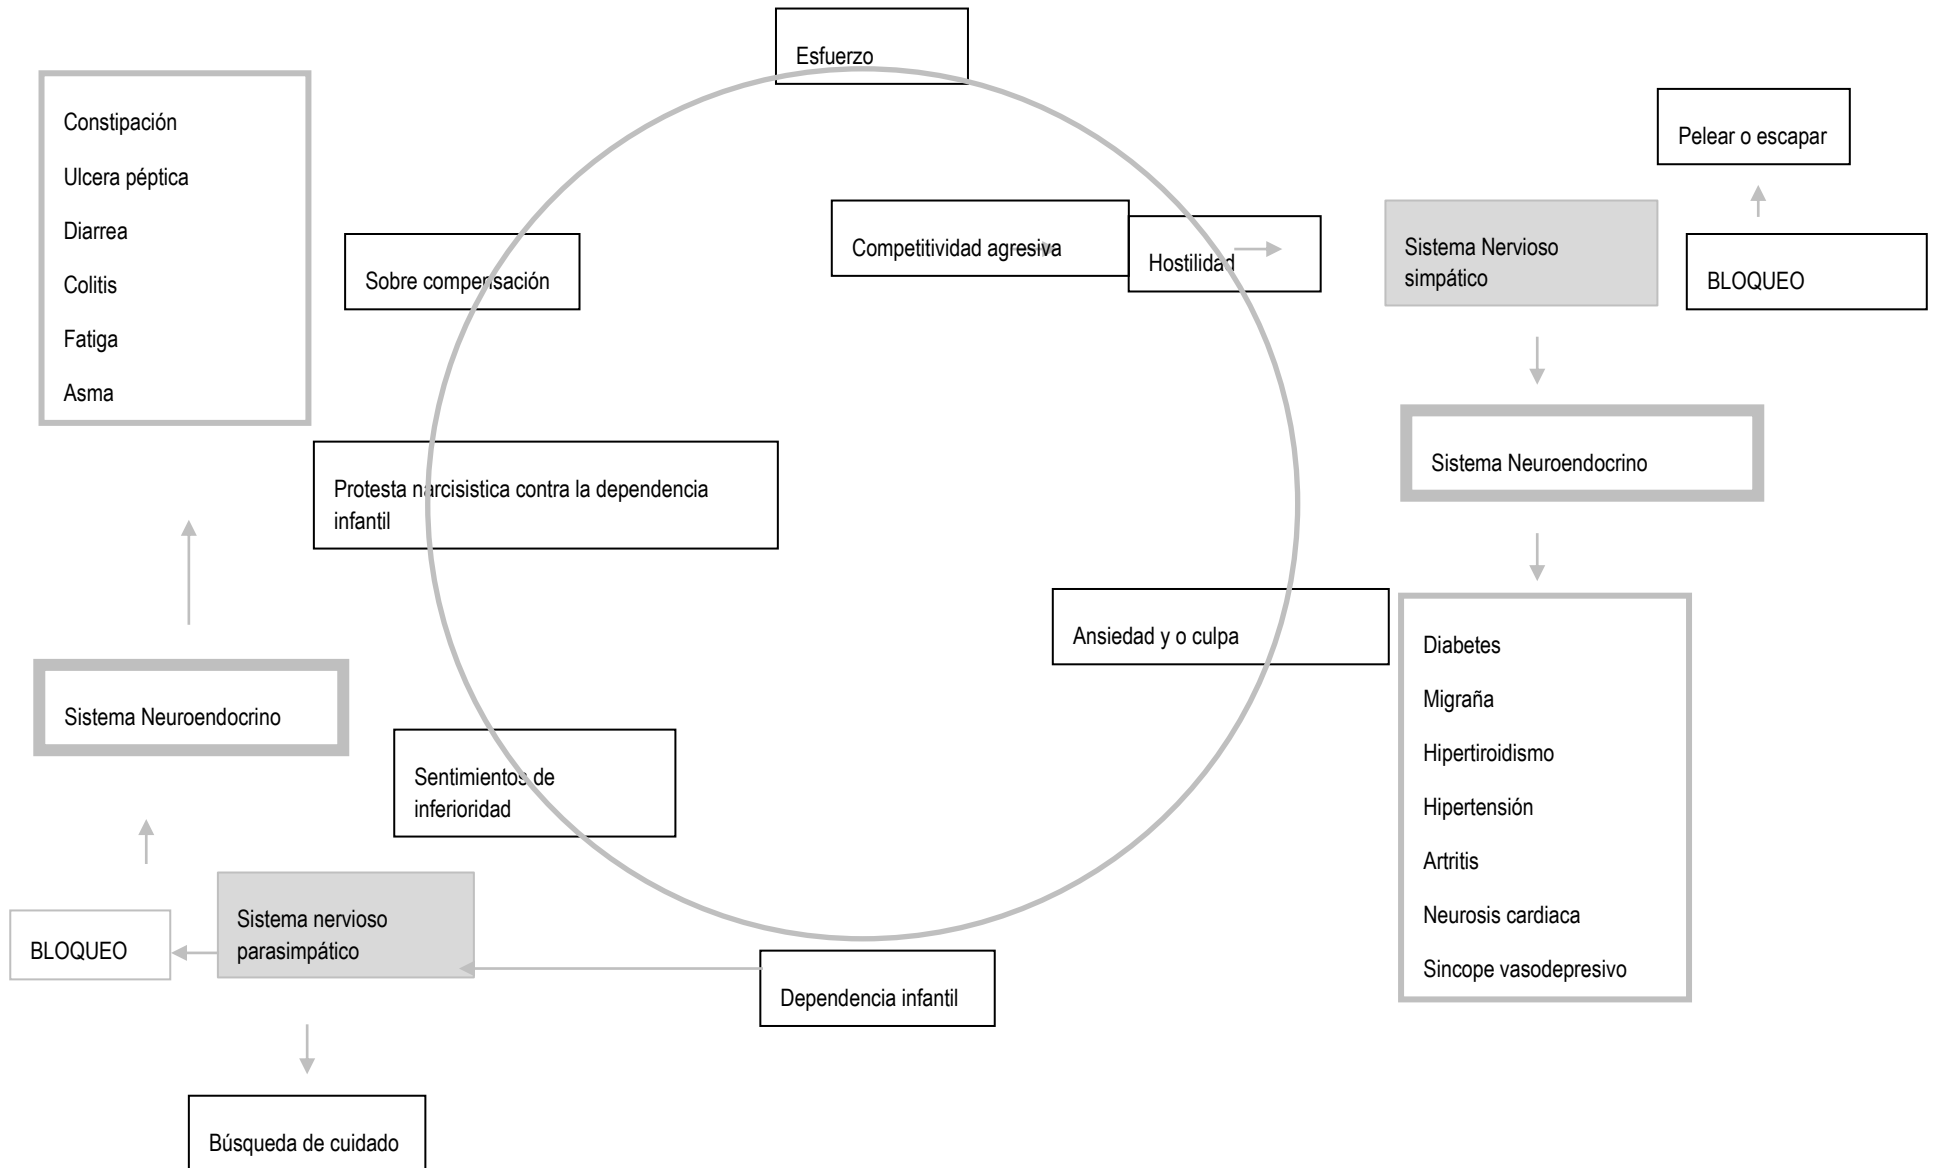 Esfuerzo
Constipación
Ulcera péptica
Diarrea
Colitis
Fatiga
Asma
Pelear o escapar
Competitividad agresiva
Hostilidad
Sistema Nervioso
simpático
BLOQUEO
Sobre compensación
Sistema Neuroendocrino
Protesta narcisistica contra la dependencia
infantil
Ansiedad y o culpa
Diabetes
Migraña
Hipertiroidismo
Hipertensión
Artritis
Neurosis cardiaca
Sincope vasodepresivo
Sistema Neuroendocrino
Sentimientos de
inferioridad
Sistema nervioso
parasimpático
BLOQUEO
Dependencia infantil
Búsqueda de cuidado